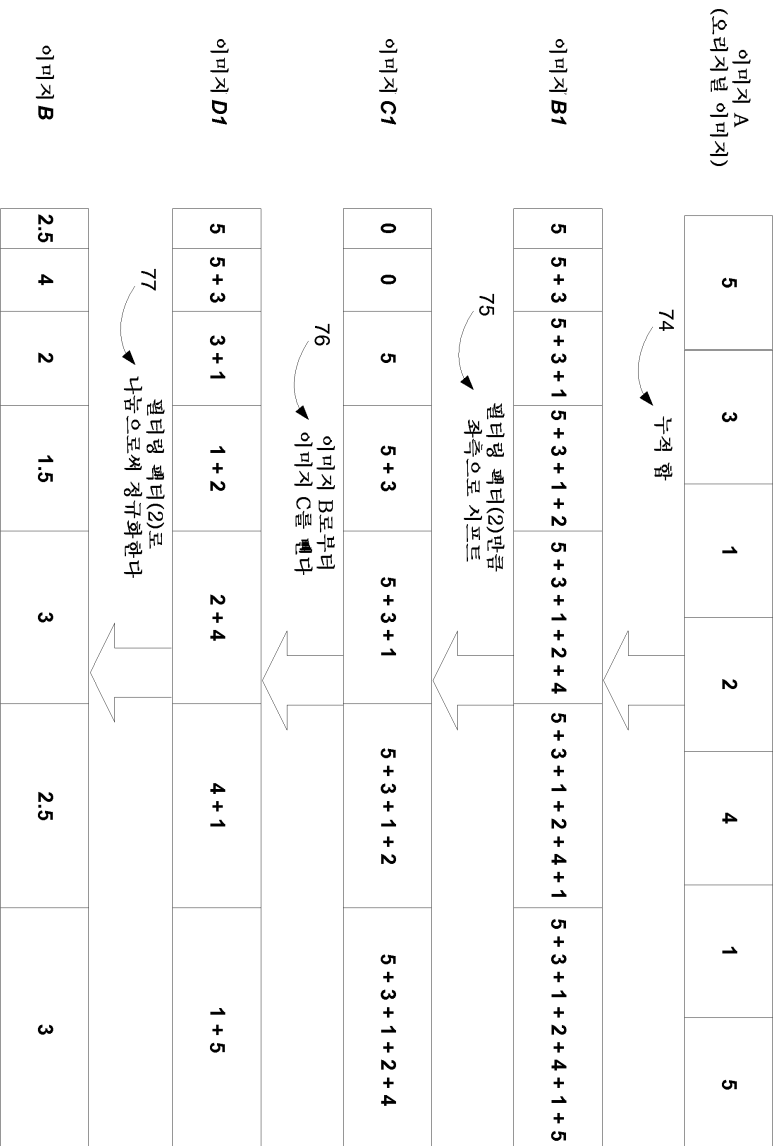 이미지 A
(오리지널 이미지)
5 3 1 2 4 1 5
74
누적 합
이미지 B1
5 5 + 3 5 + 3 + 1 5 + 3 + 1 + 2 5 + 3 + 1 + 2 + 4 5 + 3 + 1 + 2 + 4 + 1 5 + 3 + 1 + 2 + 4 + 1 + 5
75
필터링 팩터(2)만큼
좌측으로 시프트
이미지 C1
0 0 5 5 + 3 5 + 3 + 1 5 + 3 + 1 + 2 5 + 3 + 1 + 2 + 4
76
이미지 B로부터
이미지 C를 뺀다
이미지 D1
5 5 + 3 3 + 1 1 + 2 2 + 4 4 + 1 1 + 5
77
필터링 팩터(2)로
나눔으로써 정규화한다
이미지 B
2.5 4 2 1.5 3 2.5 3